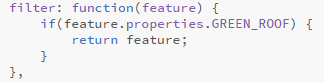 filter: function(feature) {
    if(feature.properties.GREEN_ROOF) {
        return feature;
    }
},